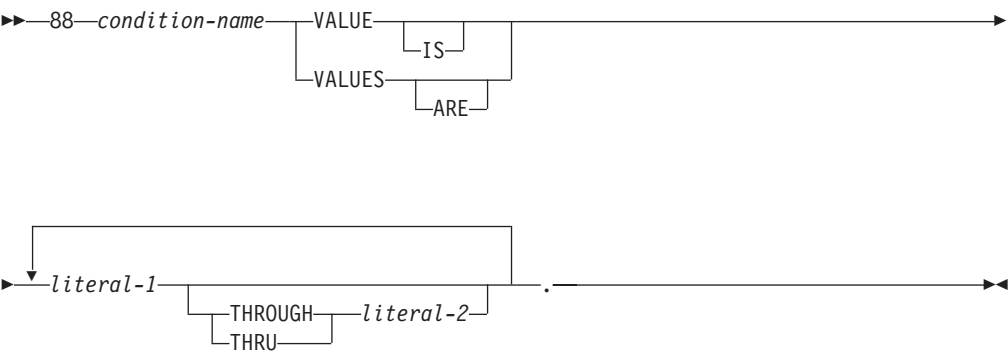 88 condition-name VALUE
IS
VALUES
ARE
literal-1 .
THROUGH literal-2
THRU